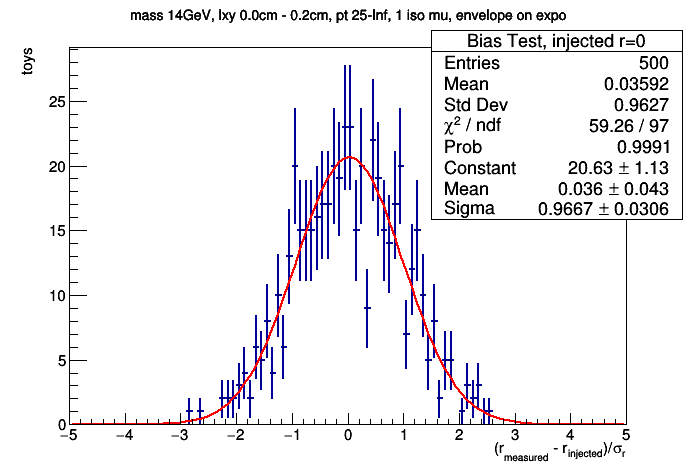 mass 14GeV, lxy 0.0cm - 0.2cm, pt 25-Inf, 1 iso mu, envelope on expo
toys
Bias Test, injected r=0
Entries 500
Mean 0.03592
Std Dev 0.9627
χ² / ndf 59.26 / 97
Prob 0.9991
Constant 20.63 ± 1.13
Mean 0.036 ± 0.043
Sigma 0.9667 ± 0.0306
25
20
15
10
5
0
−5 −4 −3 −2 −1 0 1 2 3 4 5
(r_measured - r_injected)/σ_r